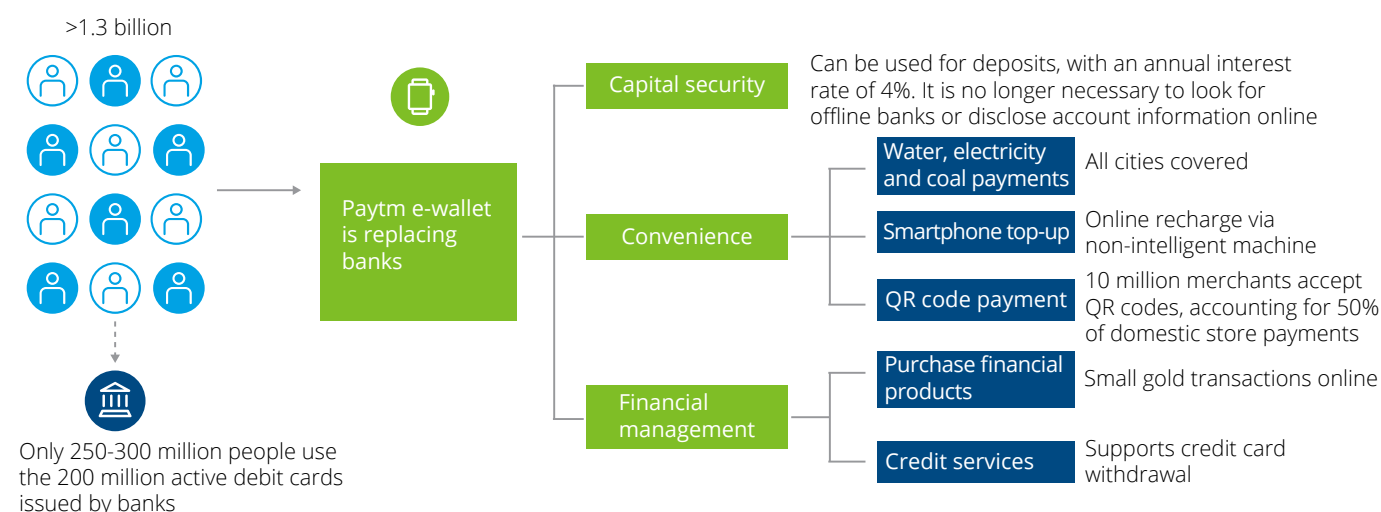 >1.3 billion
Only 250-300 million people use
the 200 million active debit cards
issued by banks
Paytm e-wallet
is replacing
banks
Capital security
Can be used for deposits, with an annual interest
rate of 4%. It is no longer necessary to look for
offline banks or disclose account information online
Convenience
Water, electricity
and coal payments
All cities covered
Smartphone top-up
Online recharge via
non-intelligent machine
QR code payment
10 million merchants accept
QR codes, accounting for 50%
of domestic store payments
Financial
management
Purchase financial
products
Small gold transactions online
Credit services
Supports credit card
withdrawal